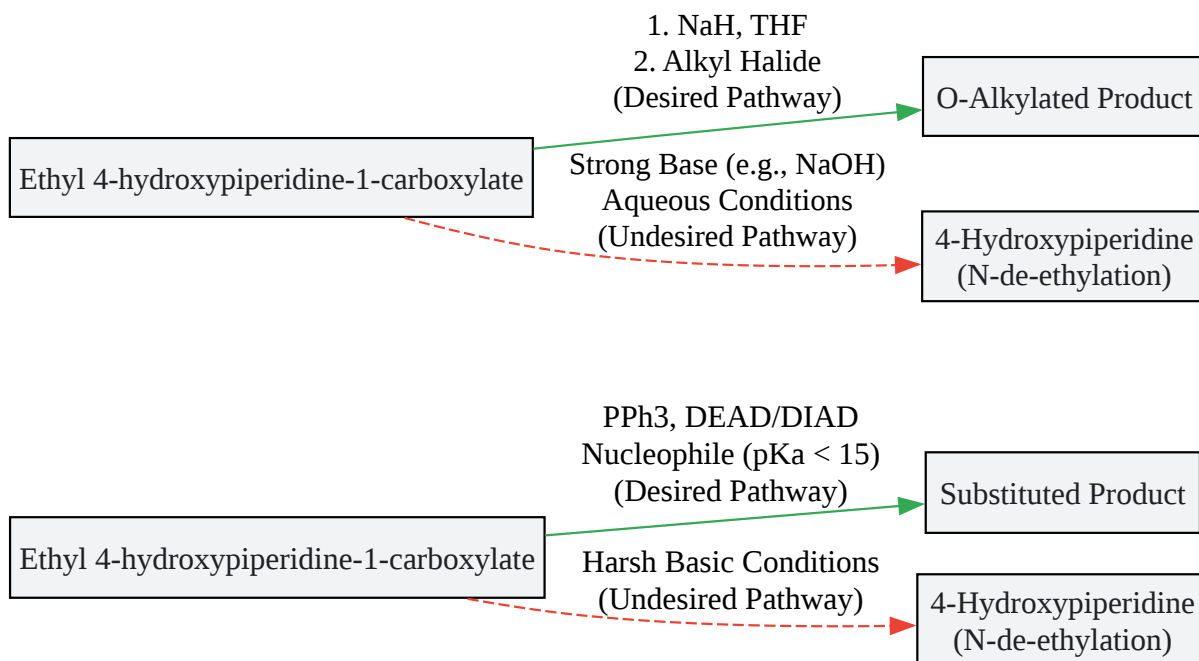 1. NaH, THF
2. Alkyl Halide
(Desired Pathway)
O-Alkylated Product
Ethyl 4-hydroxypiperidine-1-carboxylate
Strong Base (e.g., NaOH)
Aqueous Conditions
(Undesired Pathway)
4-Hydroxypiperidine
(N-de-ethylation)
PPh3, DEAD/DIAD
Nucleophile (pKa < 15)
(Desired Pathway)
Substituted Product
Ethyl 4-hydroxypiperidine-1-carboxylate
Harsh Basic Conditions
(Undesired Pathway)
4-Hydroxypiperidine
(N-de-ethylation)